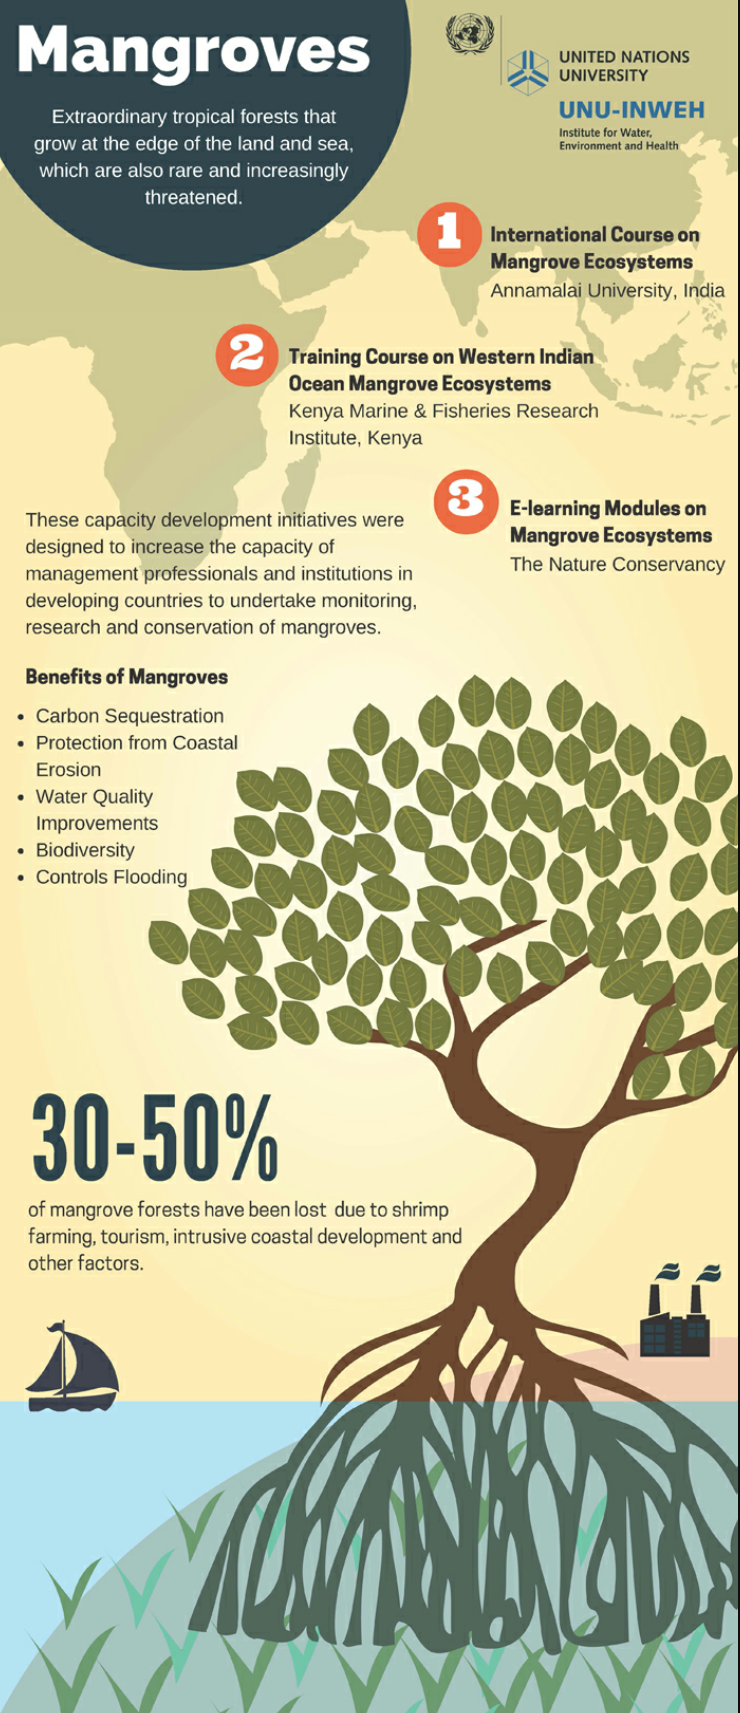 Mangroves
Extraordinary tropical forests that
grow at the edge of the land and sea,
which are also rare and increasingly
threatened.
UNITED NATIONS
UNIVERSITY
UNU-INWEH
Institute for Water,
Environment and Health
1
International Course on
Mangrove Ecosystems
Annamalai University, India
2
Training Course on Western Indian
Ocean Mangrove Ecosystems
Kenya Marine & Fisheries Research
Institute, Kenya
3
E-learning Modules on
Mangrove Ecosystems
The Nature Conservancy
These capacity development initiatives were
designed to increase the capacity of
management professionals and institutions in
developing countries to undertake monitoring,
research and conservation of mangroves.
Benefits of Mangroves
• Carbon Sequestration
• Protection from Coastal
Erosion
• Water Quality
Improvements
• Biodiversity
• Controls Flooding
30-50%
of mangrove forests have been lost due to shrimp
farming, tourism, intrusive coastal development and
other factors.